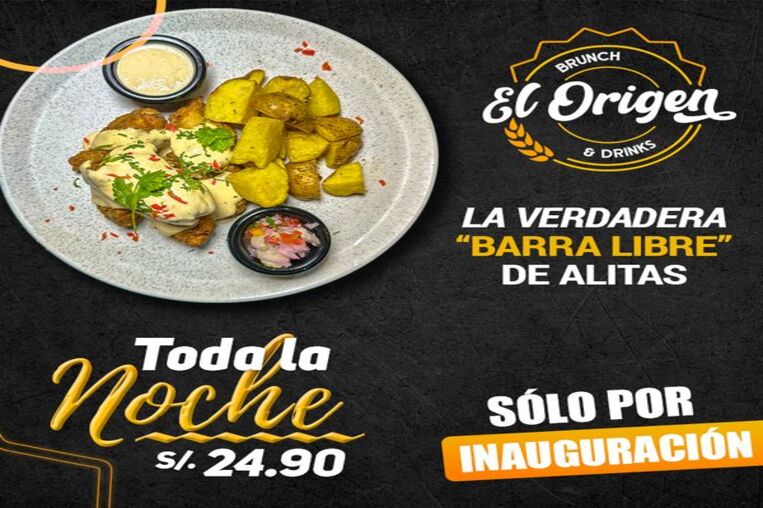 BRUNCH
El Origen
& DRINKS
LA VERDADERA
“BARRA LIBRE”
DE ALITAS
Toda la
Noche
S/. 24.90
SÓLO POR
INAUGURACIÓN